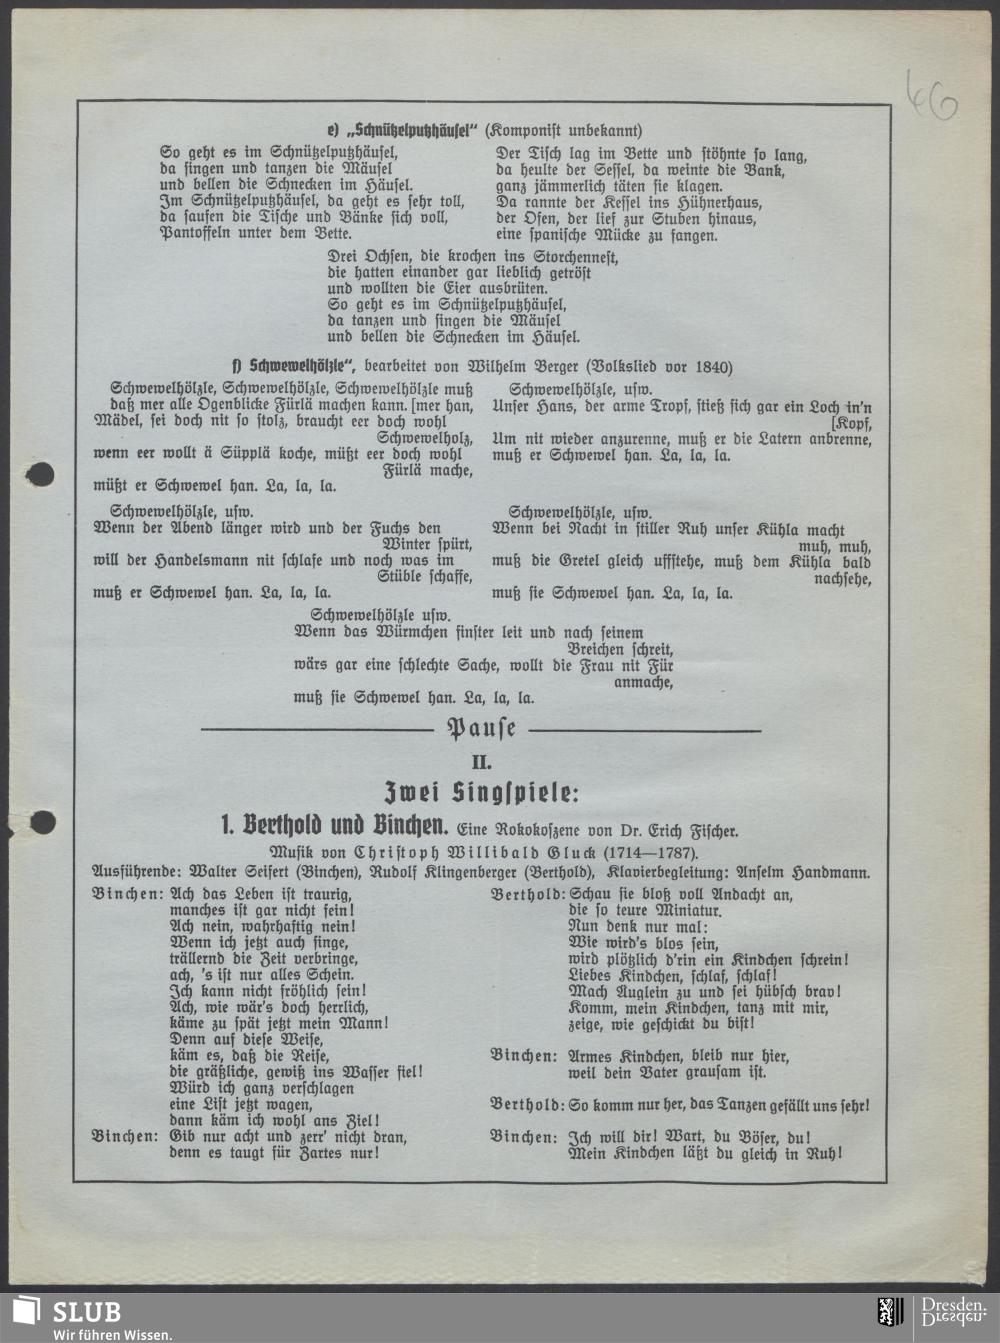 46
e) „Schnützelputzhäusel“ (Komponist unbekannt)
So geht es im Schnützelputzhäusel,
da singen und tanzen die Mäusel
und bellen die Schnecken im Häusel.
Im Schnützelputzhäusel, da geht es sehr toll,
da saufen die Tische und Bänke sich voll,
Pantoffeln unter dem Bette.
Der Tisch lag im Bette und stöhnte so lang,
da heulte der Sessel, da weinte die Bank,
ganz jämmerlich täten sie klagen.
Da rannte der Kessel ins Hühnerhaus,
der Ofen, der lief zur Stuben hinaus,
eine spanische Mücke zu fangen.
Drei Ochsen, die krochen ins Storchennest,
die hatten einander gar lieblich getröst
und wollten die Eier ausbrüten.
So geht es im Schnützelputzhäusel,
da tanzen und singen die Mäusel
und bellen die Schnecken im Häusel.
f) Schwewelhölzle“, bearbeitet von Wilhelm Berger (Volkslied vor 1840)
Schwewelhölzle, Schwewelhölzle, Schwewelhölzle muß
daß mer alle Ogenblicke Fürlä machen kann. [mer han,
Mädel, sei doch nit so stolz, braucht eer doch wohl
Schwewelholz,
wenn eer wollt ä Süpplä koche, müßt eer doch wohl
Fürlä mache,
müßt er Schwewel han. La, la, la.
Schwewelhölzle, usw.
Unser Hans, der arme Tropf, stieß sich gar ein Loch in'n
[Kopf,
Um nit wieder anzurenne, muß er die Latern anbrenne,
muß er Schwewel han. La, la, la.
Schwewelhölzle, usw.
Wenn der Abend länger wird und der Fuchs den
Winter spürt,
will der Handelsmann nit schlafe und noch was im
Stüble schaffe,
muß er Schwewel han. La, la, la.
Schwewelhölzle, usw.
Wenn bei Nacht in stiller Ruh unser Kühla macht
muh, muh,
muß die Gretel gleich uffstehe, muß dem Kühla bald
nachsehe,
muß sie Schwewel han. La, la, la.
Schwewelhölzle usw.
Wenn das Würmchen finster leit und nach seinem
Breichen schreit,
wärs gar eine schlechte Sache, wollt die Frau nit Für
anmache,
muß sie Schwewel han. La, la, la.
Pause
II.
Zwei Singspiele:
1. Berthold und Binchen. Eine Rokokoszene von Dr. Erich Fischer.
Musik von Christoph Willibald Gluck (1714—1787).
Ausführende: Walter Seifert (Binchen), Rudolf Klingenberger (Berthold), Klavierbegleitung: Anselm Handmann.
Binchen: Ach das Leben ist traurig,
manches ist gar nicht fein!
Ach nein, wahrhaftig nein!
Wenn ich jetzt auch singe,
trällernd die Zeit verbringe,
ach, 's ist nur alles Schein.
Ich kann nicht fröhlich sein!
Ach, wie wär's doch herrlich,
käme zu spät jetzt mein Mann!
Denn auf diese Weise,
käm es, daß die Reise,
die gräßliche, gewiß ins Wasser fiel!
Würd ich ganz verschlagen
eine List jetzt wagen,
dann käm ich wohl ans Ziel!
Binchen: Gib nur acht und zerr' nicht dran,
denn es taugt für Zartes nur!
Berthold: Schau sie bloß voll Andacht an,
die so teure Miniatur.
Nun denk nur mal:
Wie wird's blos sein,
wird plötzlich d'rin ein Kindchen schrein!
Liebes Kindchen, schlaf, schlaf!
Mach Auglein zu und sei hübsch brav!
Komm, mein Kindchen, tanz mit mir,
zeige, wie geschickt du bist!
Binchen: Armes Kindchen, bleib nur hier,
weil dein Vater grausam ist.
Berthold: So komm nur her, das Tanzen gefällt uns sehr!
Binchen: Ich will dir! Wart, du Böser, du!
Mein Kindchen läßt du gleich in Ruh!
SLUB
Wir führen Wissen.
Dresden.
Dresden.